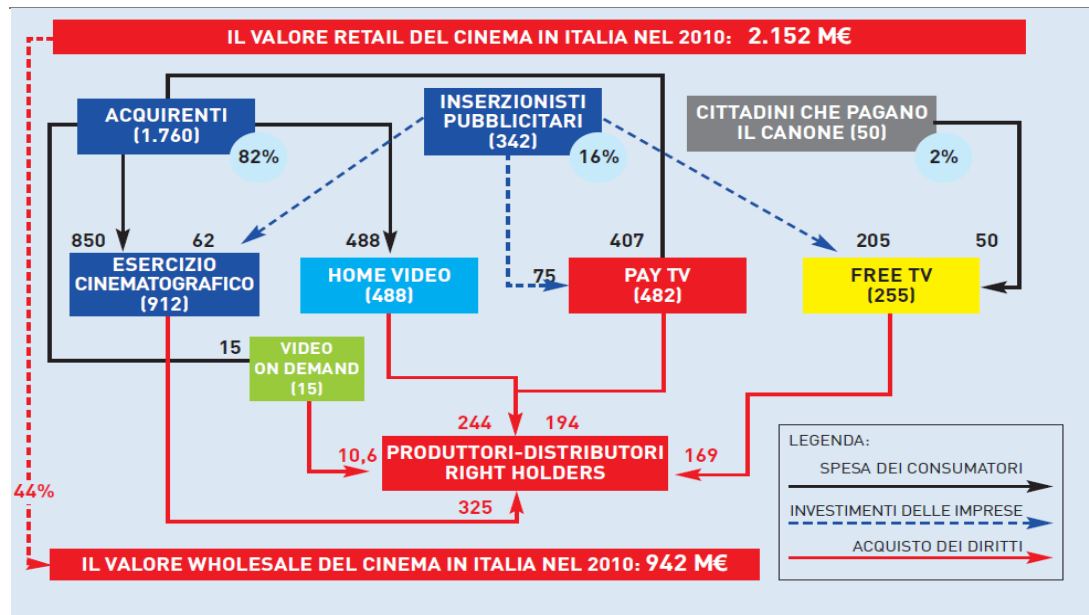 IL VALORE RETAIL DEL CINEMA IN ITALIA NEL 2010: 2.152 M€
ACQUIRENTI
(1.760)
82%
INSERZIONISTI
PUBBLICITARI
(342)
16%
CITTADINI CHE PAGANO
IL CANONE (50)
2%
850
62
ESERCIZIO
CINEMATOGRAFICO
(912)
488
HOME VIDEO
(488)
407
75
PAY TV
(482)
205
50
FREE TV
(255)
15
VIDEO
ON DEMAND
(15)
244
194
10,6
PRODUTTORI-DISTRIBUTORI
RIGHT HOLDERS
169
325
44%
LEGENDA:
SPESA DEI CONSUMATORI
INVESTIMENTI DELLE IMPRESE
ACQUISTO DEI DIRITTI
IL VALORE WHOLESALE DEL CINEMA IN ITALIA NEL 2010: 942 M€